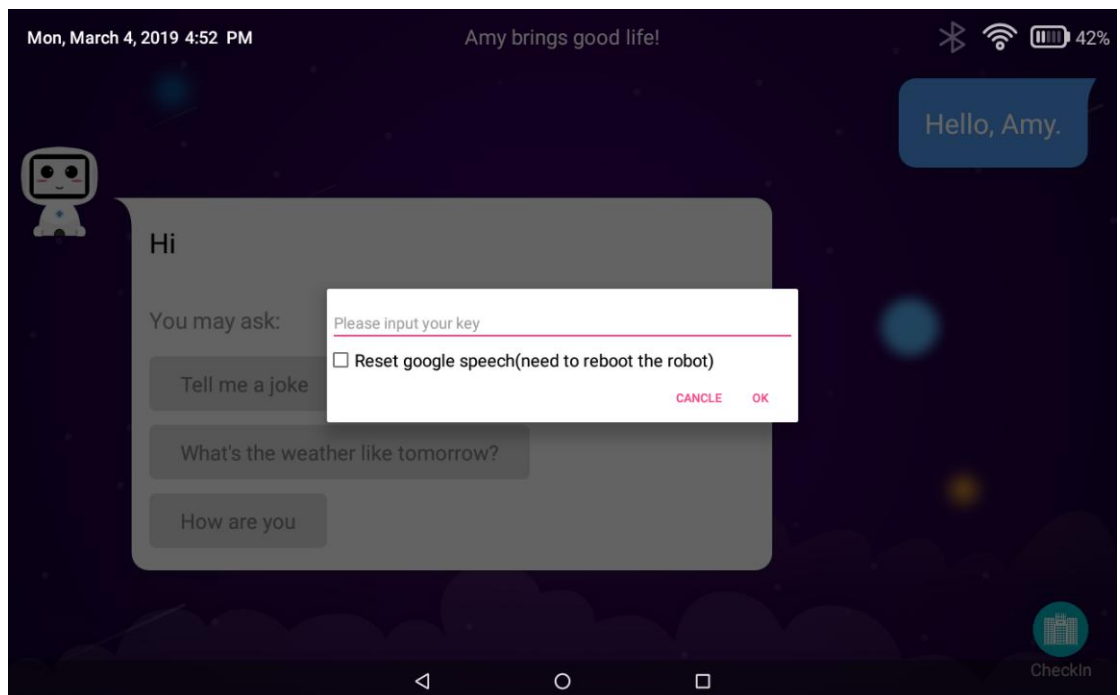 Mon, March 4, 2019 4:52 PM
Amy brings good life!
42%
Hello, Amy.
Hi
You may ask:
Please input your key
Reset google speech(need to reboot the robot)
CANCLE OK
Tell me a joke
What's the weather like tomorrow?
How are you
CheckIn